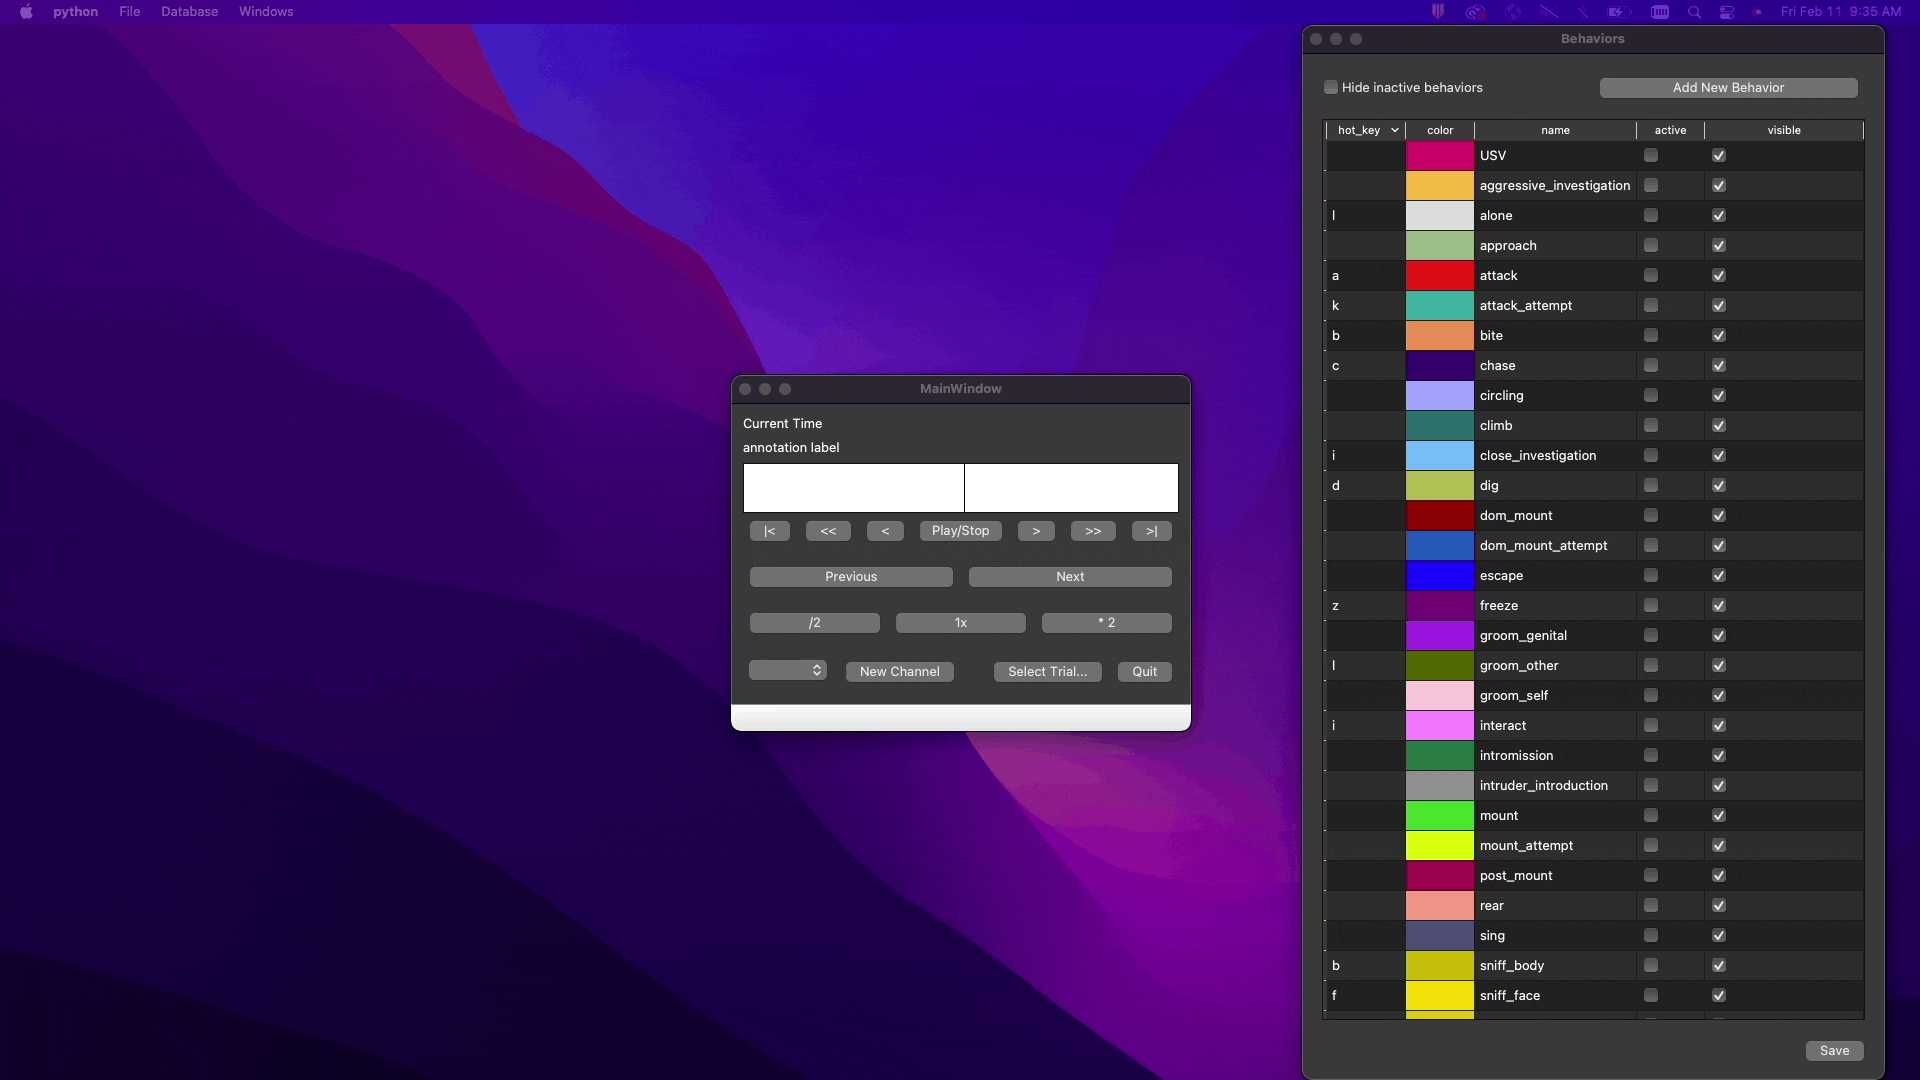 python File Database Windows Fri Feb 11 9:35 AM
Behaviors
Hide inactive behaviors Add New Behavior
hot_key color name active visible
USV
aggressive_investigation
l alone
approach
a attack
k attack_attempt
b bite
c chase
circling
climb
i close_investigation
d dig
dom_mount
dom_mount_attempt
escape
z freeze
groom_genital
l groom_other
groom_self
i interact
intromission
intruder_introduction
mount
mount_attempt
post_mount
rear
sing
b sniff_body
f sniff_face
Save
MainWindow
Current Time
annotation label
|< << < Play/Stop > >> >|
Previous Next
/2 1x * 2
New Channel Select Trial... Quit